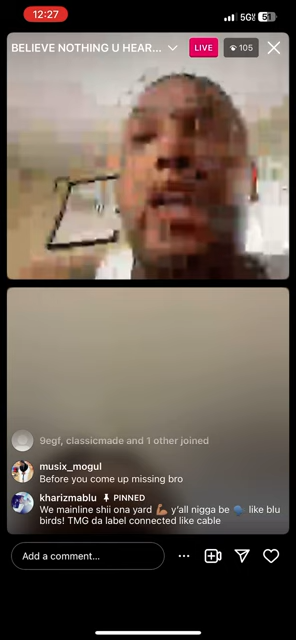 12:27
5G
51
BELIEVE NOTHING U HEAR...
LIVE
105
9egf, classicmade and 1 other joined
musix_mogul
Before you come up missing bro
kharizmablu PINNED
We mainline shii ona yard 💪🏾 y'all nigga be 🗣️ like blu
birds! TMG da label connected like cable
Add a comment...